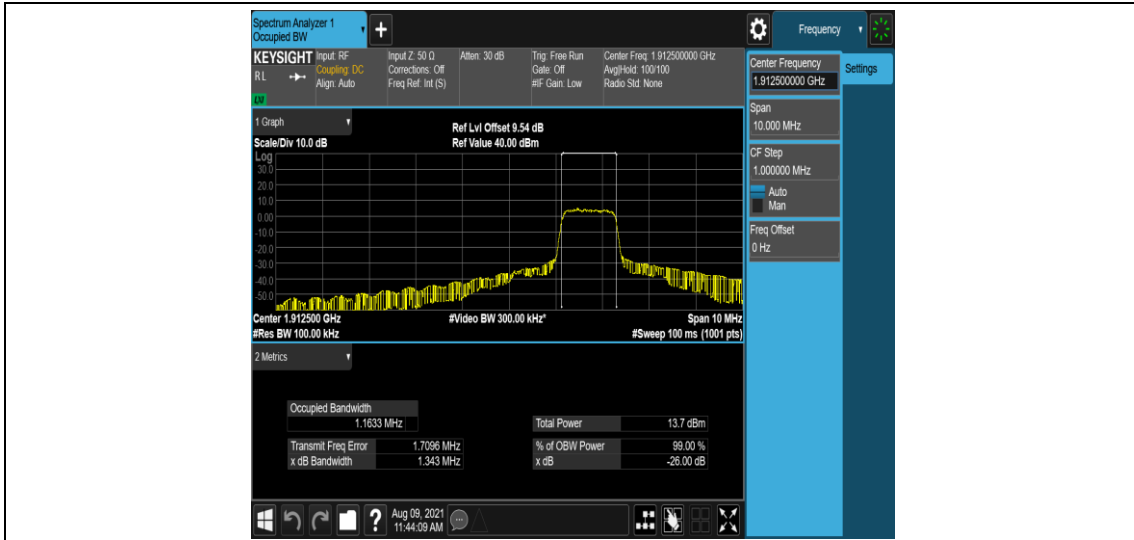 Spectrum Analyzer 1
Occupied BW
+
Frequency
KEYSIGHT
RL
LXI
Input: RF
Coupling: DC
Align: Auto
Input Z: 50 Ω
Corrections: Off
Freq Ref: Int (S)
Atten: 30 dB
Trig: Free Run
Gate: Off
#IF Gain: Low
Center Freq: 1.912500000 GHz
Avg|Hold: 100/100
Radio Std: None
Center Frequency
1.912500000 GHz
Settings
Span
10.000 MHz
CF Step
1.000000 MHz
Auto
Man
Freq Offset
0 Hz
1 Graph
Scale/Div 10.0 dB
Ref Lvl Offset 9.54 dB
Ref Value 40.00 dBm
Log
30.0
20.0
10.0
0.00
-10.0
-20.0
-30.0
-40.0
-50.0
Center 1.912500 GHz
#Video BW 300.00 kHz*
Span 10 MHz
#Res BW 100.00 kHz
#Sweep 100 ms (1001 pts)
2 Metrics
Occupied Bandwidth
1.1633 MHz
Total Power 13.7 dBm
Transmit Freq Error 1.7096 MHz
% of OBW Power 99.00 %
x dB Bandwidth 1.343 MHz
x dB -26.00 dB
?
Aug 09, 2021
11:44:09 AM